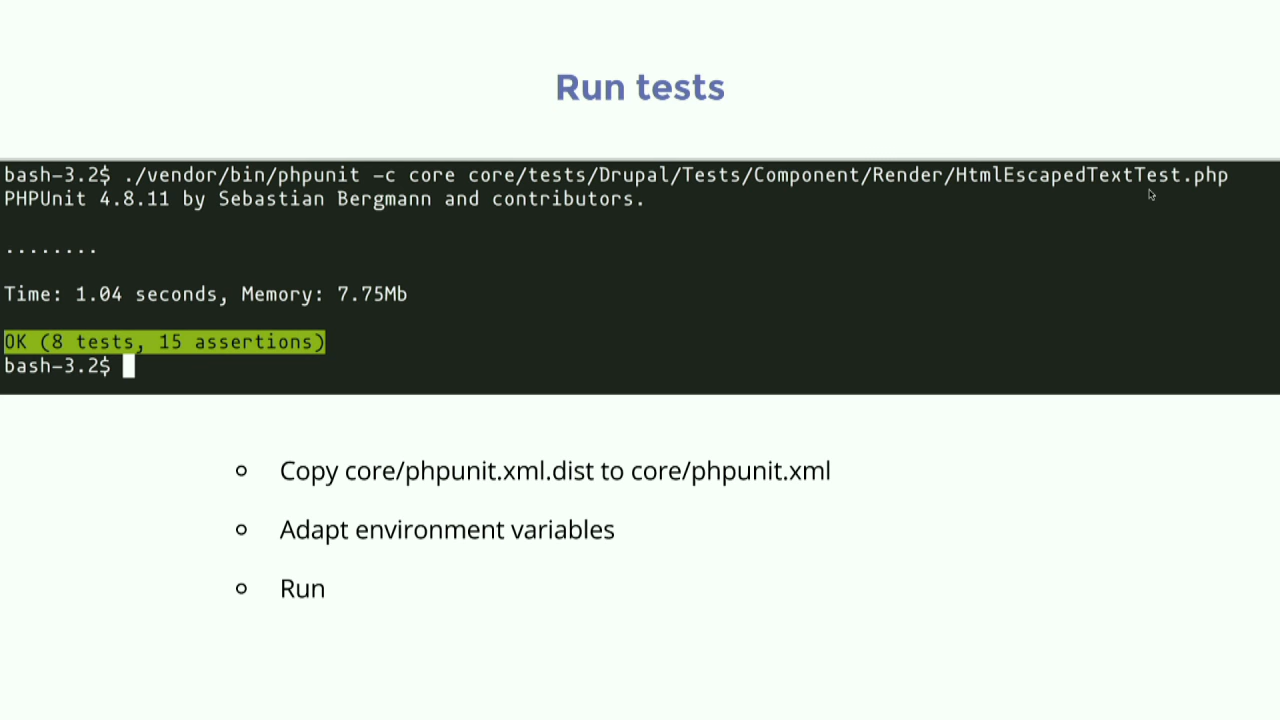 Run tests
bash-3.2$ ./vendor/bin/phpunit -c core core/tests/Drupal/Tests/Component/Render/HtmlEscapedTextTest.php
PHPUnit 4.8.11 by Sebastian Bergmann and contributors.
........
Time: 1.04 seconds, Memory: 7.75Mb
OK (8 tests, 15 assertions)
bash-3.2$
Copy core/phpunit.xml.dist to core/phpunit.xml
Adapt environment variables
Run